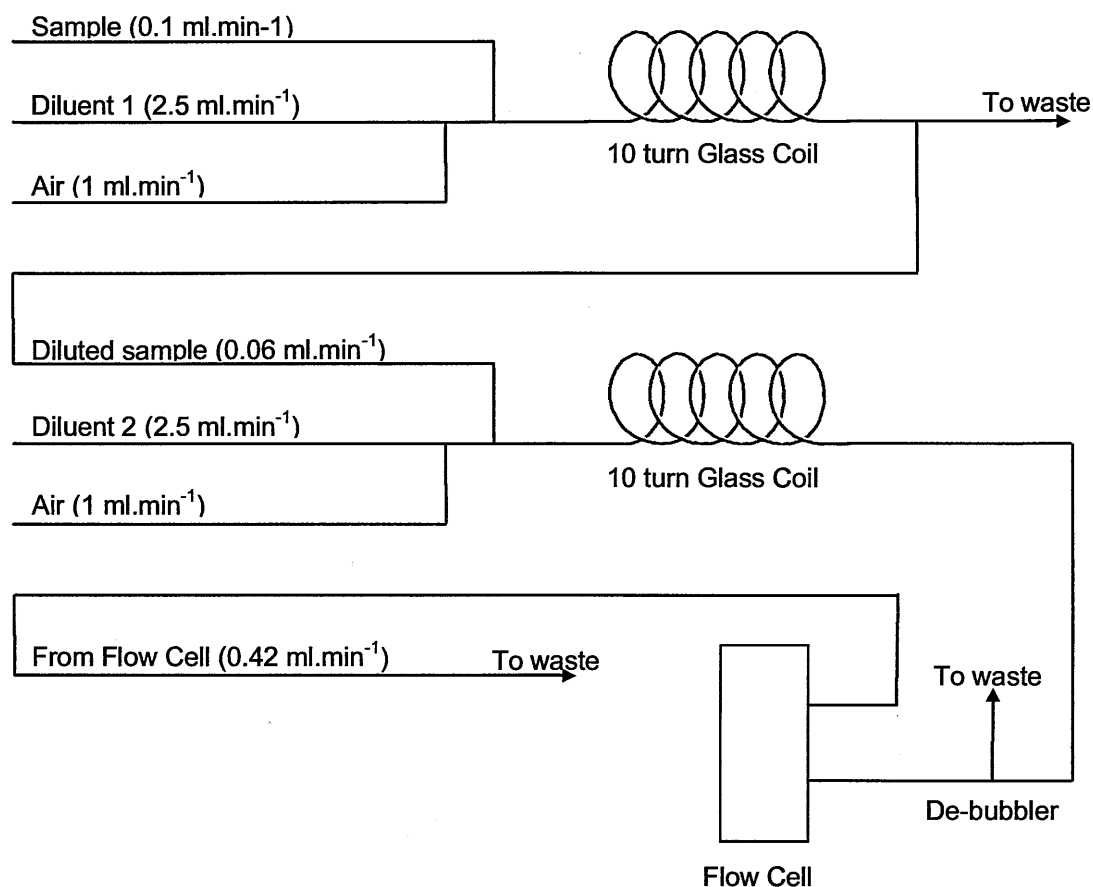 Sample (0.1 ml.min-1)
Diluent 1 (2.5 ml.min⁻¹)
To waste
10 turn Glass Coil
Air (1 ml.min⁻¹)
Diluted sample (0.06 ml.min⁻¹)
Diluent 2 (2.5 ml.min⁻¹)
10 turn Glass Coil
Air (1 ml.min⁻¹)
From Flow Cell (0.42 ml.min⁻¹)
To waste
To waste
De-bubbler
Flow Cell